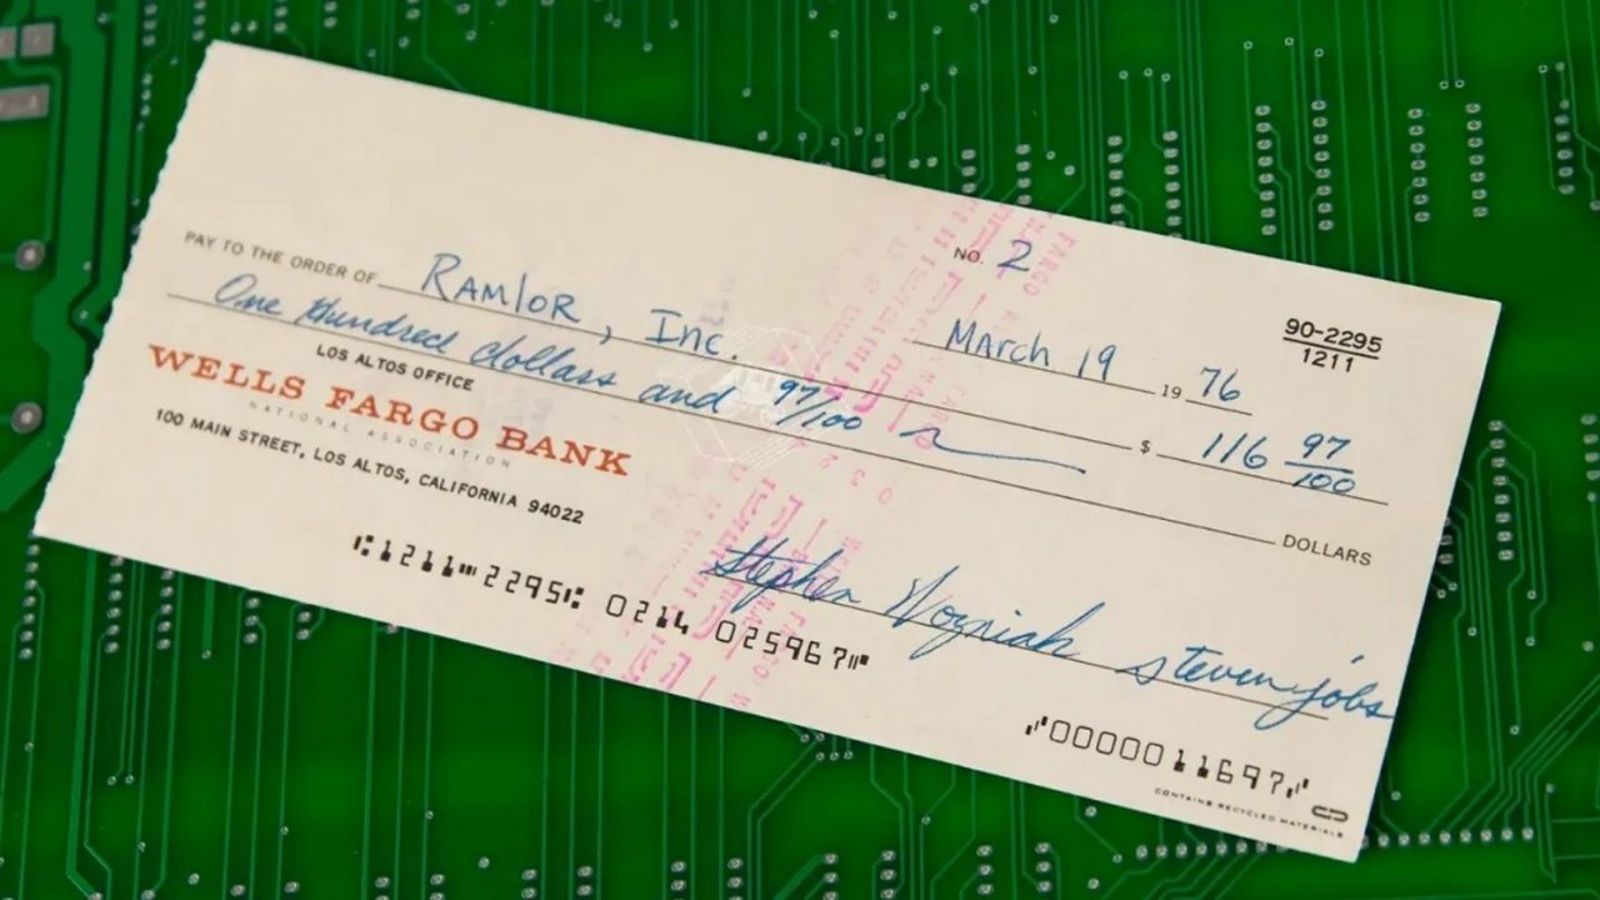 NO. 2
90-2295
1211
March 19 19 76
PAY TO THE ORDER OF Ramlor, Inc. $ 116 97/100
One Hundred dollars and 97/100 DOLLARS
LOS ALTOS OFFICE
WELLS FARGO BANK
NATIONAL ASSOCIATION
100 MAIN STREET, LOS ALTOS, CALIFORNIA 94022
Stephen Wozniak steven jobs
⑆1211⑉2295⑆ 0214 025967⑈
⑇0000011697⑇
CONTAINS RECYCLED MATERIALS